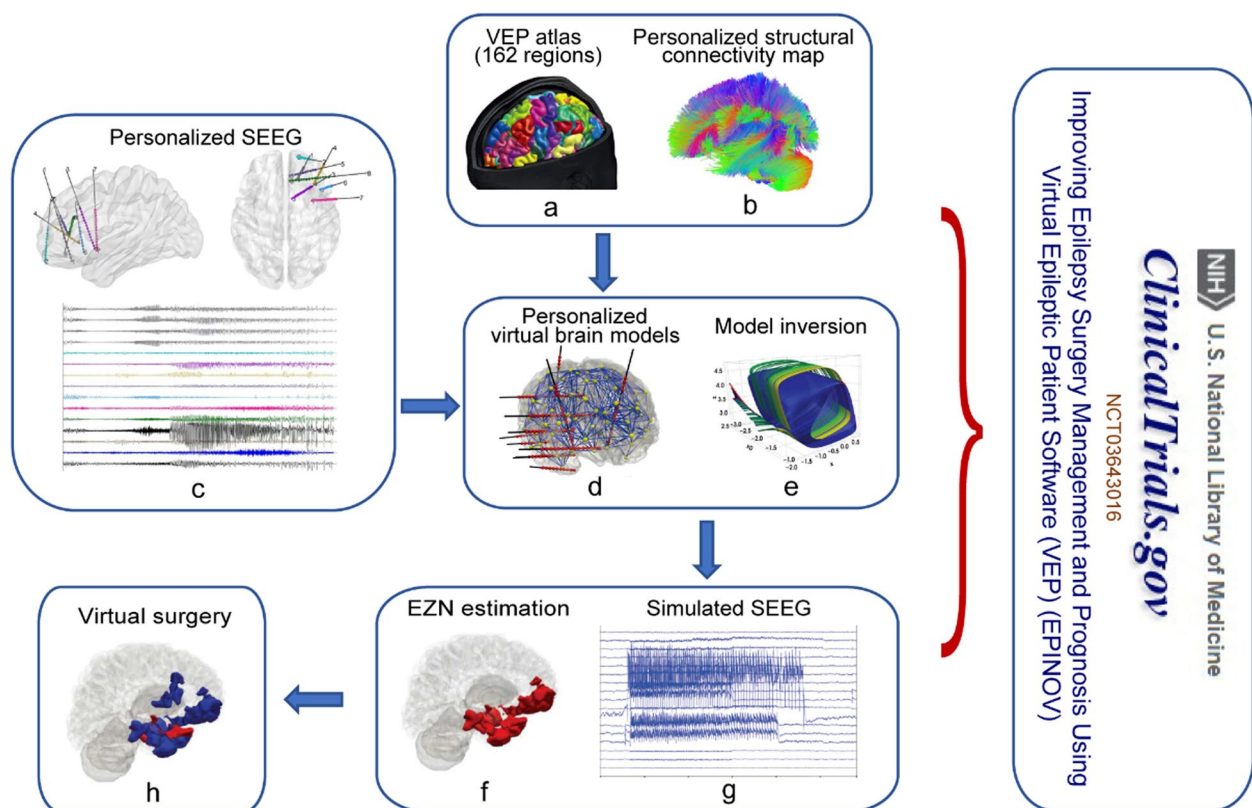 VEP atlas
(162 regions)
Personalized structural
connectivity map
a
b
Personalized SEEG
c
Personalized
virtual brain models
Model inversion
d
e
EZN estimation
Simulated SEEG
f
g
Virtual surgery
h
NIH
U.S. National Library of Medicine
ClinicalTrials.gov
NCT03643016
Improving Epilepsy Surgery Management and Prognosis Using
Virtual Epileptic Patient Software (VEP) (EPINOV)